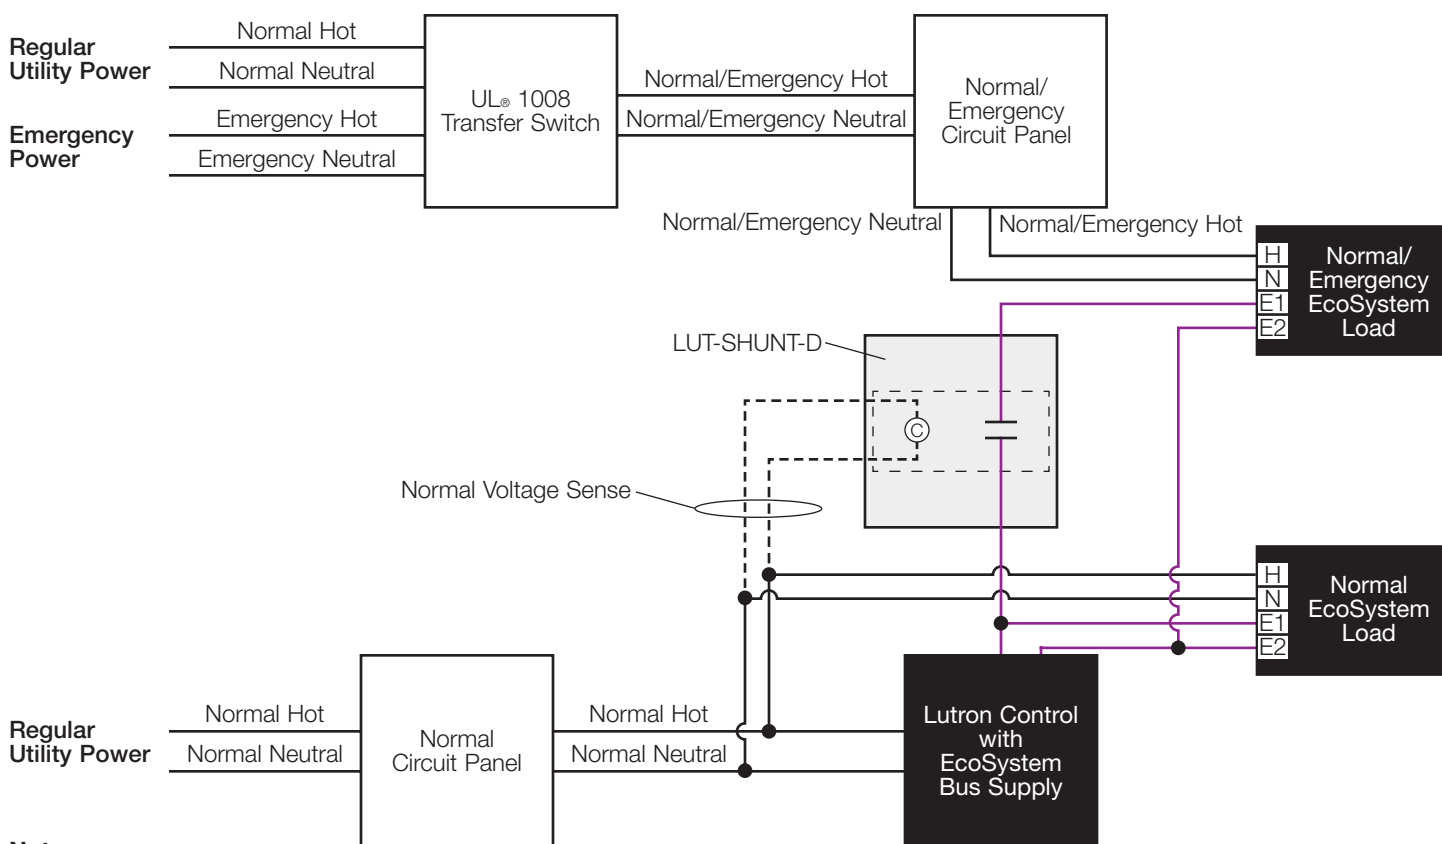 Regular
Utility Power
Normal Hot
Normal Neutral
Emergency
Power
Emergency Hot
Emergency Neutral
UL® 1008
Transfer Switch
Normal/Emergency Hot
Normal/Emergency Neutral
Normal/
Emergency
Circuit Panel
Normal/Emergency Neutral
Normal/Emergency Hot
H
N
E1
E2
Normal/
Emergency
EcoSystem
Load
LUT-SHUNT-D
C
Normal Voltage Sense
H
N
E1
E2
Normal
EcoSystem
Load
Regular
Utility Power
Normal Hot
Normal Neutral
Normal
Circuit Panel
Normal Hot
Normal Neutral
Lutron Control
with
EcoSystem
Bus Supply